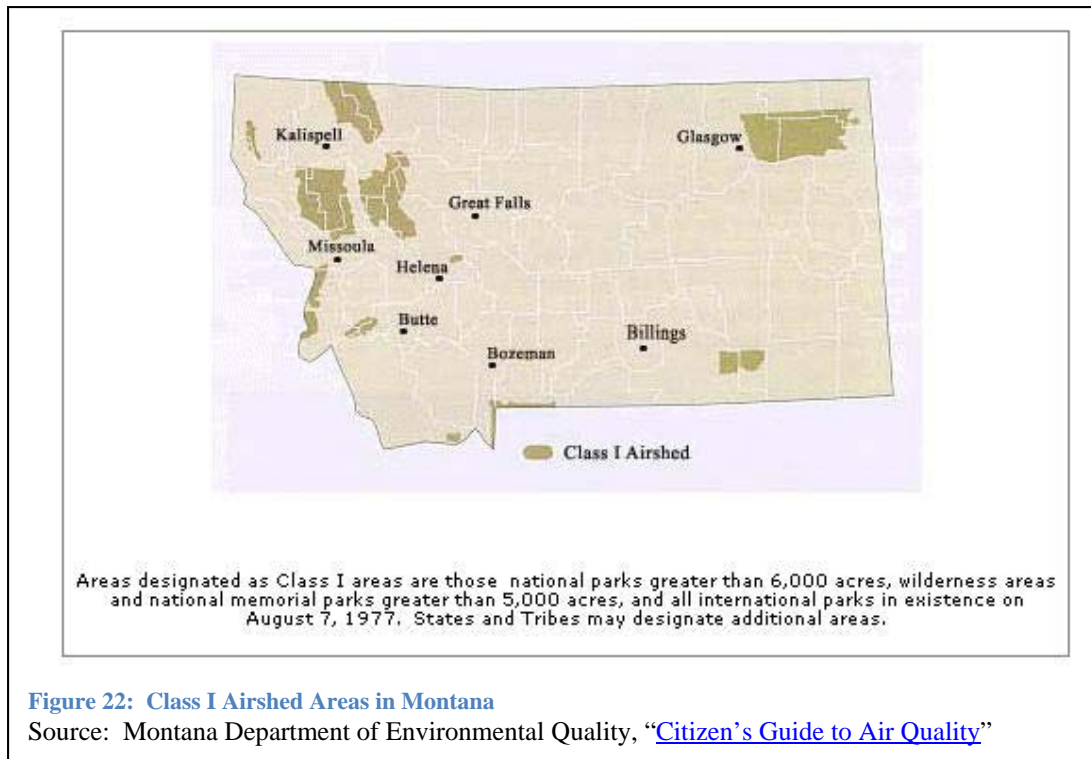 Kalispell
Glasgow
Great Falls
Missoula
Helena
Butte
Billings
Bozeman
Class I Airshed
Areas designated as Class I areas are those national parks greater than 6,000 acres, wilderness areas
and national memorial parks greater than 5,000 acres, and all international parks in existence on
August 7, 1977. States and Tribes may designate additional areas.
Figure 22: Class I Airshed Areas in Montana
Source: Montana Department of Environmental Quality, “Citizen’s Guide to Air Quality”